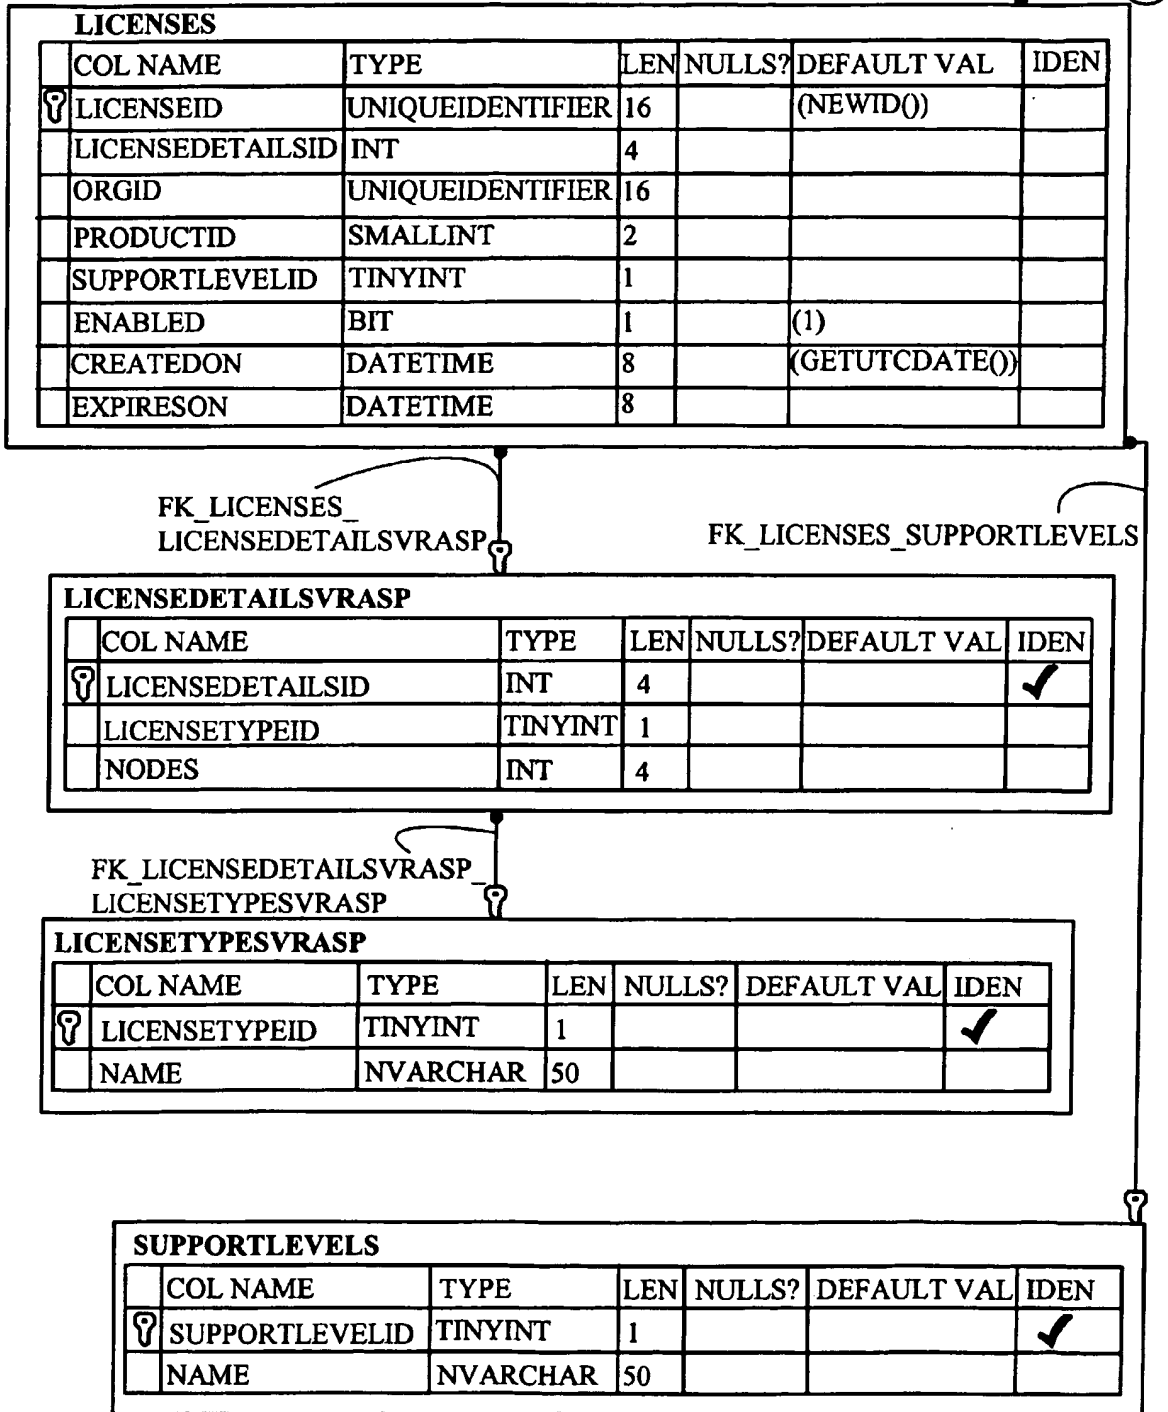 LICENSES
COL NAME TYPE LEN NULLS? DEFAULT VAL IDEN
LICENSEID UNIQUEIDENTIFIER 16 (NEWID())
LICENSEDETAILSID INT 4
ORGID UNIQUEIDENTIFIER 16
PRODUCTID SMALLINT 2
SUPPORTLEVELID TINYINT 1
ENABLED BIT 1 (1)
CREATEDON DATETIME 8 (GETUTCDATE())
EXPIRESON DATETIME 8
FK_LICENSES_
LICENSEDETAILSVRASP
FK_LICENSES_SUPPORTLEVELS
LICENSEDETAILSVRASP
COL NAME TYPE LEN NULLS? DEFAULT VAL IDEN
LICENSEDETAILSID INT 4 ✓
LICENSETYPEID TINYINT 1
NODES INT 4
FK_LICENSEDETAILSVRASP_
LICENSETYPESVRASP
LICENSETYPESVRASP
COL NAME TYPE LEN NULLS? DEFAULT VAL IDEN
LICENSETYPEID TINYINT 1 ✓
NAME NVARCHAR 50
SUPPORTLEVELS
COL NAME TYPE LEN NULLS? DEFAULT VAL IDEN
SUPPORTLEVELID TINYINT 1 ✓
NAME NVARCHAR 50